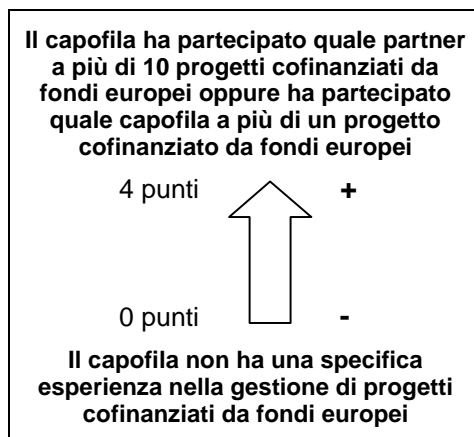 Il capofila ha partecipato quale partner
a più di 10 progetti cofinanziati da
fondi europei oppure ha partecipato
quale capofila a più di un progetto
cofinanziato da fondi europei
4 punti +
0 punti -
Il capofila non ha una specifica
esperienza nella gestione di progetti
cofinanziati da fondi europei